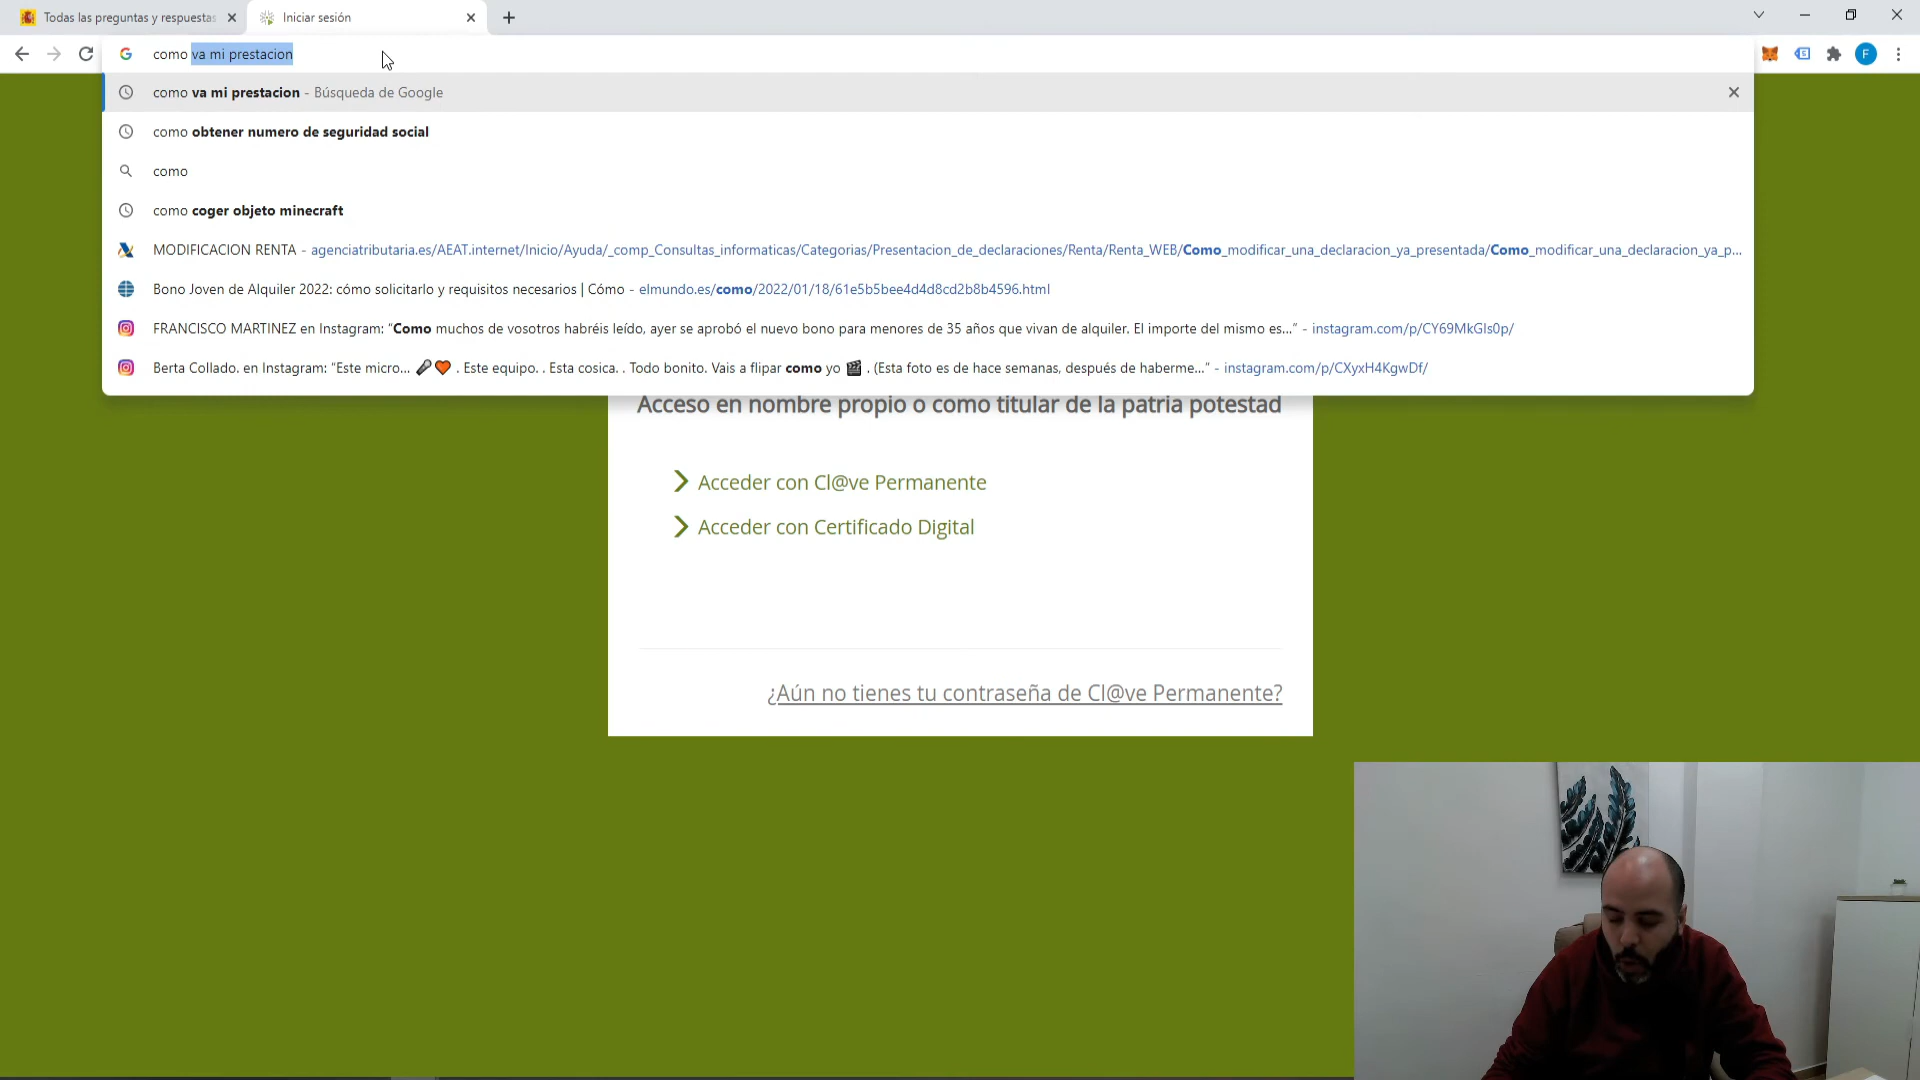 Todas las preguntas y respuestas
Iniciar sesión
como va mi prestacion
F
como va mi prestacion - Búsqueda de Google
como obtener numero de seguridad social
como
como coger objeto minecraft
MODIFICACION RENTA - agenciatributaria.es/AEAT.internet/Inicio/Ayuda/_comp_Consultas_informaticas/Categorias/Presentacion_de_declaraciones/Renta/Renta_WEB/Como_modificar_una_declaracion_ya_presentada/Como_modificar_una_declaracion_ya_p...
Bono Joven de Alquiler 2022: cómo solicitarlo y requisitos necesarios | Cómo - elmundo.es/como/2022/01/18/61e5b5bee4d4d8cd2b8b4596.html
FRANCISCO MARTINEZ en Instagram: “Como muchos de vosotros habréis leído, ayer se aprobó el nuevo bono para menores de 35 años que vivan de alquiler. El importe del mismo es...” - instagram.com/p/CY69MkGIs0p/
Berta Collado. en Instagram: “Este micro... 🎤🧡 . Este equipo. . Esta cosica. . Todo bonito. Vais a flipar como yo 🎬 . (Esta foto es de hace semanas, después de haberme...” - instagram.com/p/CXyxH4KgwDf/
Acceso en nombre propio o como titular de la patria potestad
Acceder con Cl@ve Permanente
Acceder con Certificado Digital
¿Aún no tienes tu contraseña de Cl@ve Permanente?